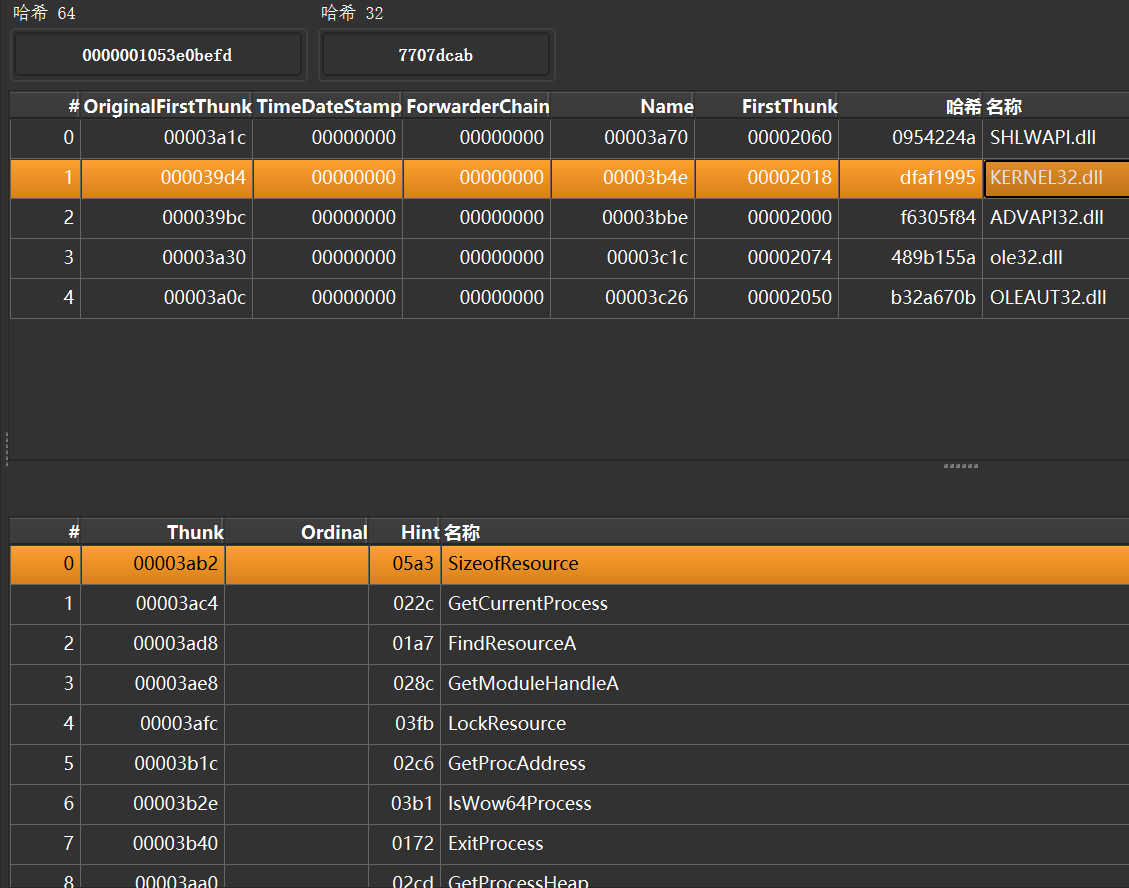 哈希 64 哈希 32
0000001053e0befd 7707dcab
# OriginalFirstThunk TimeDateStamp ForwarderChain Name FirstThunk 哈希 名称
0 00003a1c 00000000 00000000 00003a70 00002060 0954224a SHLWAPI.dll
1 000039d4 00000000 00000000 00003b4e 00002018 dfaf1995 KERNEL32.dll
2 000039bc 00000000 00000000 00003bbe 00002000 f6305f84 ADVAPI32.dll
3 00003a30 00000000 00000000 00003c1c 00002074 489b155a ole32.dll
4 00003a0c 00000000 00000000 00003c26 00002050 b32a670b OLEAUT32.dll
# Thunk Ordinal Hint 名称
0 00003ab2 05a3 SizeofResource
1 00003ac4 022c GetCurrentProcess
2 00003ad8 01a7 FindResourceA
3 00003ae8 028c GetModuleHandleA
4 00003afc 03fb LockResource
5 00003b1c 02c6 GetProcAddress
6 00003b2e 03b1 IsWow64Process
7 00003b40 0172 ExitProcess
8 00003aa0 02cd GetProcessHeap